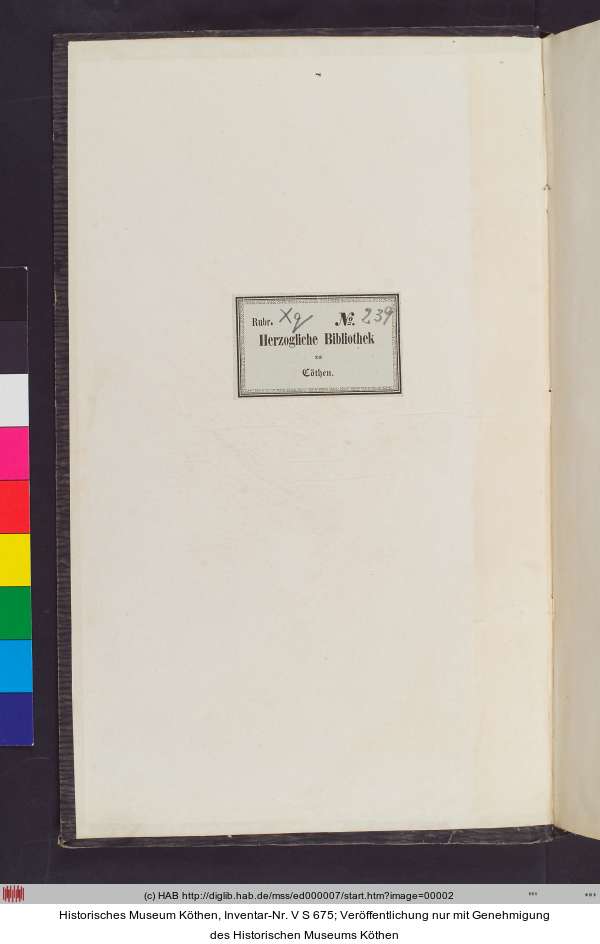 Rubr. Xq No. 239
Herzogliche Bibliothek
zu
Cöthen.
(c) HAB http://diglib.hab.de/mss/ed000007/start.htm?image=00002
Historisches Museum Köthen, Inventar-Nr. V S 675; Veröffentlichung nur mit Genehmigung
des Historischen Museums Köthen